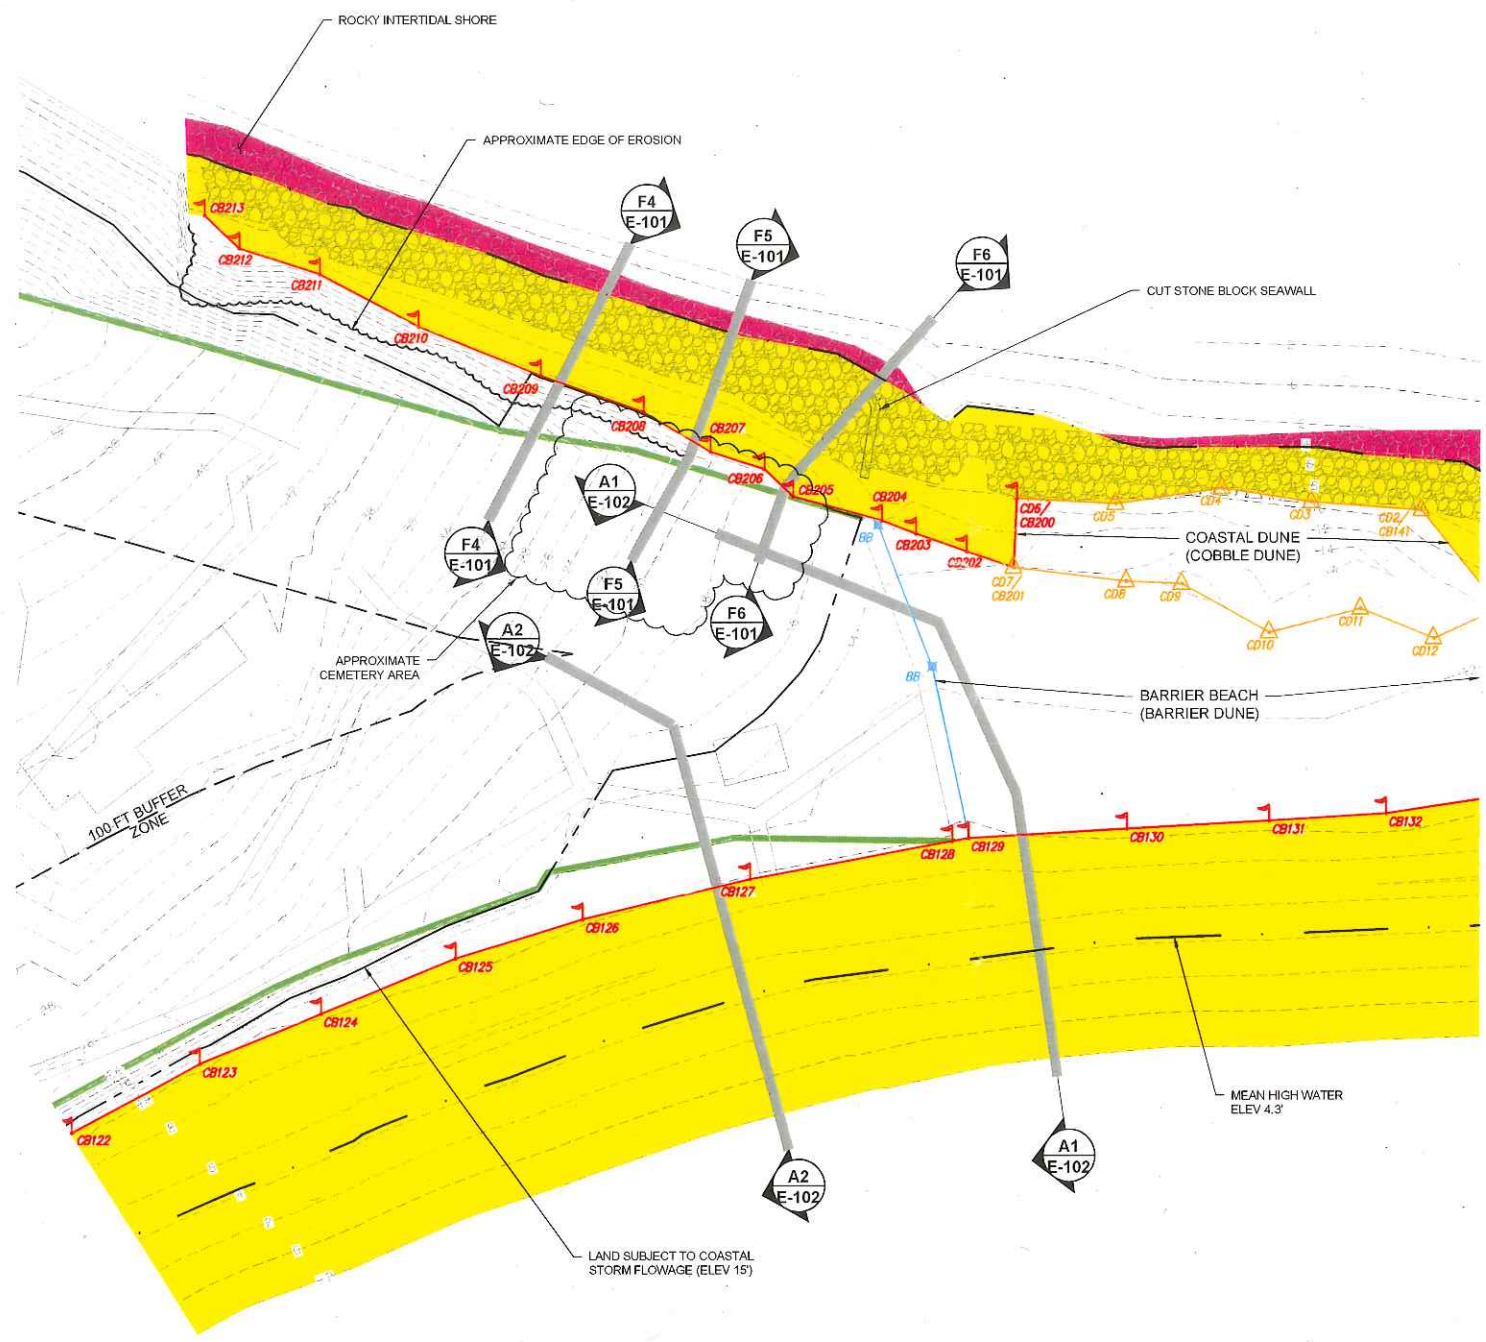 ROCKY INTERTIDAL SHORE
APPROXIMATE EDGE OF EROSION
F4
E-101
F5
E-101
F6
E-101
CUT STONE BLOCK SEAWALL
CB213
CB212
CB211
CB210
CB209
CB208
CB207
CB206
CB205
CB204
CB203
CB202
CD6/
CB200
CD5
CD4
CD3
CD2/
CB141
COASTAL DUNE
(COBBLE DUNE)
A1
E-102
BB
F4
E-101
F5
E-101
F6
E-101
CD7/
CB201
CD8
CD9
CD10
CD11
CD12
A2
E-102
APPROXIMATE
CEMETERY AREA
BB
BARRIER BEACH
(BARRIER DUNE)
100-FT BUFFER
ZONE
CB132
CB131
CB130
CB129
CB128
CB127
CB126
CB125
CB124
CB123
CB122
MEAN HIGH WATER
ELEV 4.3'
A1
E-102
A2
E-102
LAND SUBJECT TO COASTAL
STORM FLOWAGE (ELEV 15')